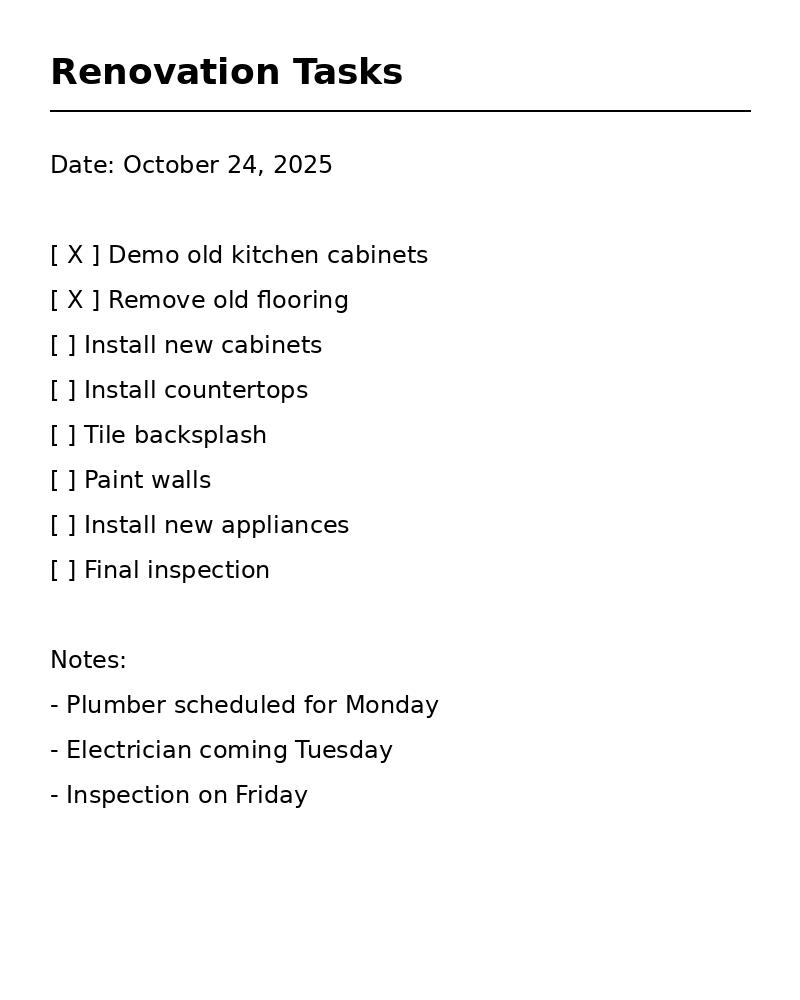 Renovation Tasks
Date: October 24, 2025
[ X ] Demo old kitchen cabinets
[ X ] Remove old flooring
[ ] Install new cabinets
[ ] Install countertops
[ ] Tile backsplash
[ ] Paint walls
[ ] Install new appliances
[ ] Final inspection
Notes:
- Plumber scheduled for Monday
- Electrician coming Tuesday
- Inspection on Friday